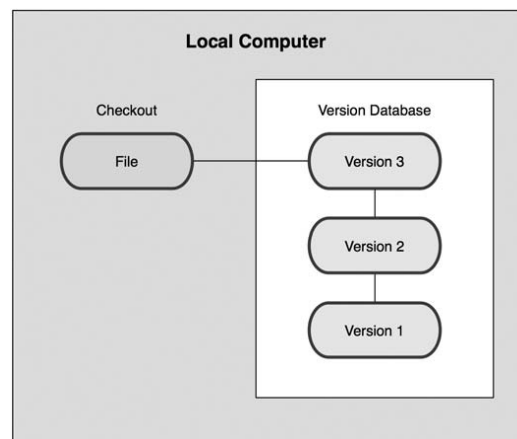 Local Computer
Checkout
Version Database
File
Version 3
Version 2
Version 1